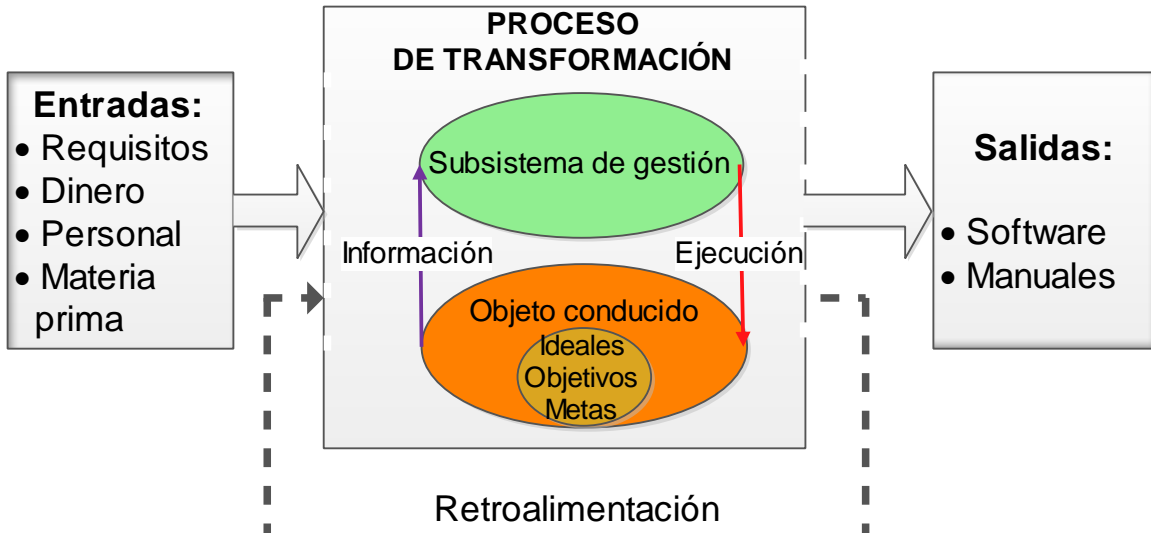 PROCESO
DE TRANSFORMACIÓN
Entradas:
• Requisitos
• Dinero
• Personal
• Materia
prima
Subsistema de gestión
Información
Ejecución
Objeto conducido
Ideales
Objetivos
Metas
Salidas:
• Software
• Manuales
Retroalimentación